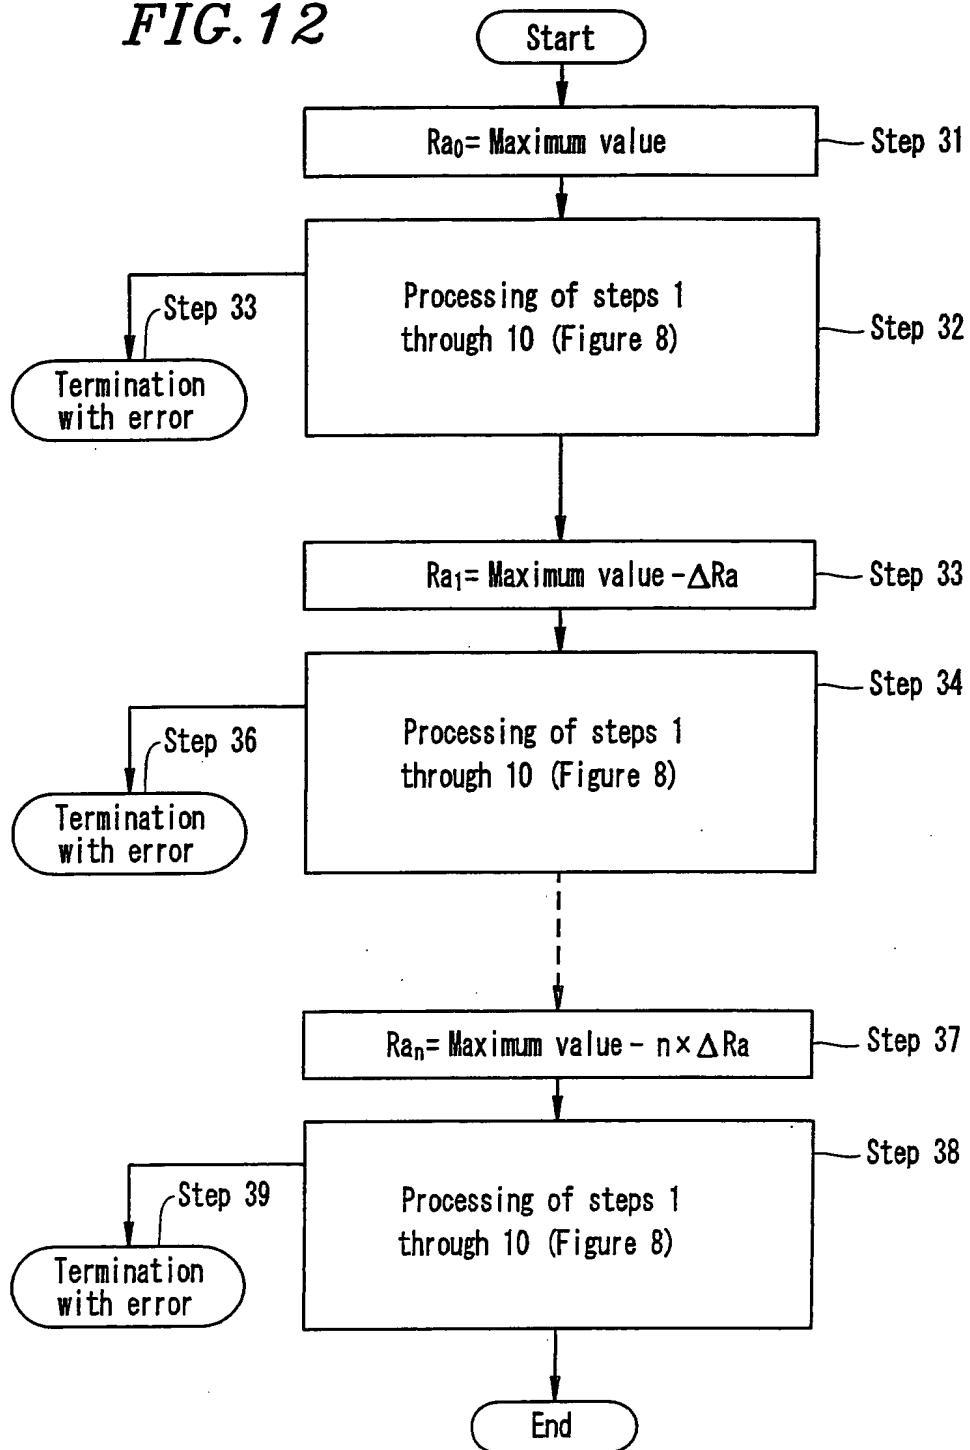 FIG.12
Start
Ra₀= Maximum value
Step 31
Processing of steps 1
through 10 (Figure 8)
Step 32
Step 33
Termination
with error
Ra₁= Maximum value -ΔRa
Step 33
Processing of steps 1
through 10 (Figure 8)
Step 34
Step 36
Termination
with error
Raₙ= Maximum value - n×ΔRa
Step 37
Processing of steps 1
through 10 (Figure 8)
Step 38
Step 39
Termination
with error
End